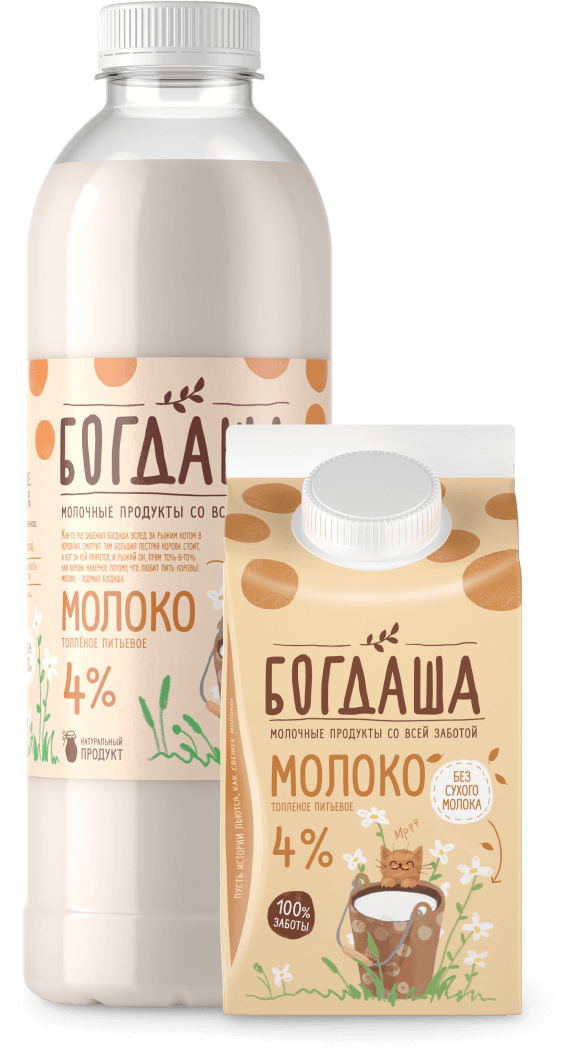 БОГДАША
МОЛОЧНЫЕ ПРОДУКТЫ СО ВСЕЙ
КАК-ТО РАЗ ЗАБЕЖАЛ БОГДАША ВСЛЕД ЗА РЫЖИМ КОТОМ В
КОРОВНИК. СМОТРИТ: ТАМ БОЛЬШАЯ ПЕСТРАЯ КОРОВА СТОИТ,
А КОТ ЗА НЕЙ ПРЯЧЕТСЯ, И РЫЖИЙ ОН, ПРЯМ ТОЧЬ-В-ТОЧЬ
КАК КОРОВА. НАВЕРНОЕ ПОТОМУ, ЧТО ЛЮБИТ ПИТЬ КОРОВЬЕ
МОЛОКО, - ПОДУМАЛ БОГДАША.
МОЛОКО
ТОПЛЁНОЕ ПИТЬЕВОЕ
4%
НАТУРАЛЬНЫЙ
ПРОДУКТ
БОГДАША
МОЛОЧНЫЕ ПРОДУКТЫ СО ВСЕЙ ЗАБОТОЙ
МОЛОКО
ТОПЛЕНОЕ ПИТЬЕВОЕ
4%
БЕЗ
СУХОГО
МОЛОКА
Мррр
100%
ЗАБОТЫ
ПУСТЬ ИСТОРИИ ЛЬЮТСЯ, КАК СВЕЖЕЕ МОЛОКО